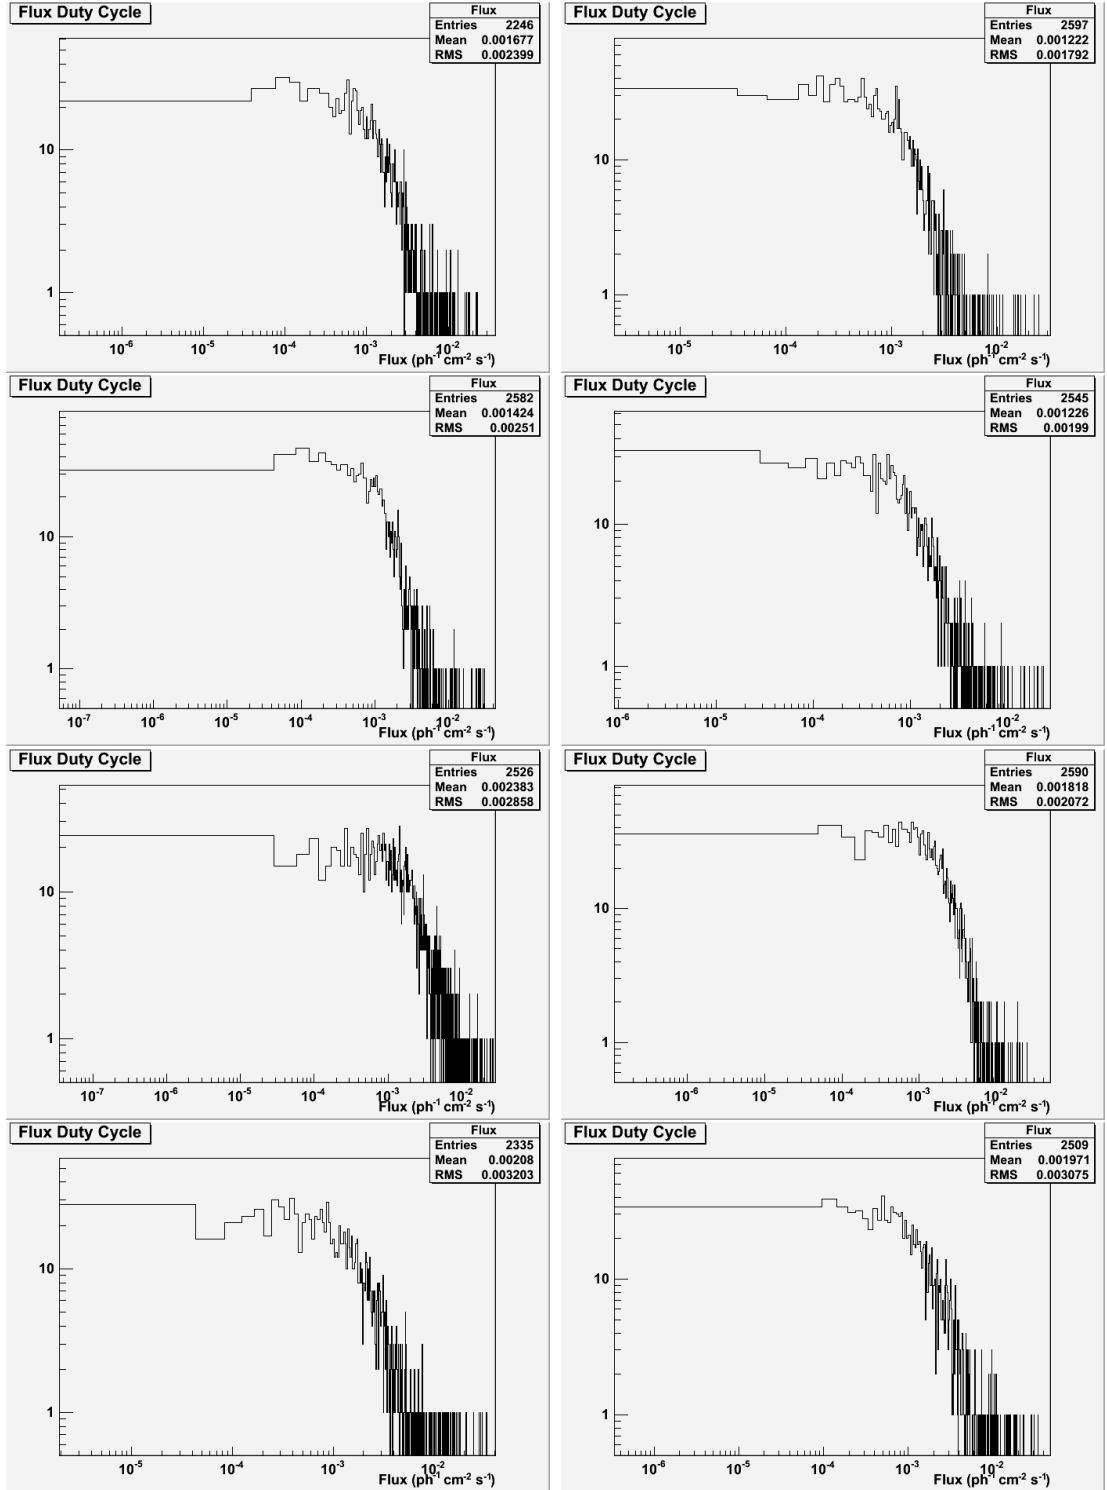 Flux Duty Cycle
Flux
Entries 2246
Mean 0.001677
RMS 0.002399
10
1
10-6 10-5 10-4 10-3 10-2
Flux (ph-1 cm-2 s-1)
Flux Duty Cycle
Flux
Entries 2597
Mean 0.001222
RMS 0.001792
10
1
10-5 10-4 10-3 10-2
Flux (ph-1 cm-2 s-1)
Flux Duty Cycle
Flux
Entries 2582
Mean 0.001424
RMS 0.00251
10
1
10-7 10-6 10-5 10-4 10-3 10-2
Flux (ph-1 cm-2 s-1)
Flux Duty Cycle
Flux
Entries 2545
Mean 0.001226
RMS 0.00199
10
1
10-6 10-5 10-4 10-3 10-2
Flux (ph-1 cm-2 s-1)
Flux Duty Cycle
Flux
Entries 2526
Mean 0.002383
RMS 0.002858
10
1
10-7 10-6 10-5 10-4 10-3 10-2
Flux (ph-1 cm-2 s-1)
Flux Duty Cycle
Flux
Entries 2590
Mean 0.001818
RMS 0.002072
10
1
10-6 10-5 10-4 10-3 10-2
Flux (ph-1 cm-2 s-1)
Flux Duty Cycle
Flux
Entries 2335
Mean 0.00208
RMS 0.003203
10
1
10-5 10-4 10-3 10-2
Flux (ph-1 cm-2 s-1)
Flux Duty Cycle
Flux
Entries 2509
Mean 0.001971
RMS 0.003075
10
1
10-6 10-5 10-4 10-3 10-2
Flux (ph-1 cm-2 s-1)